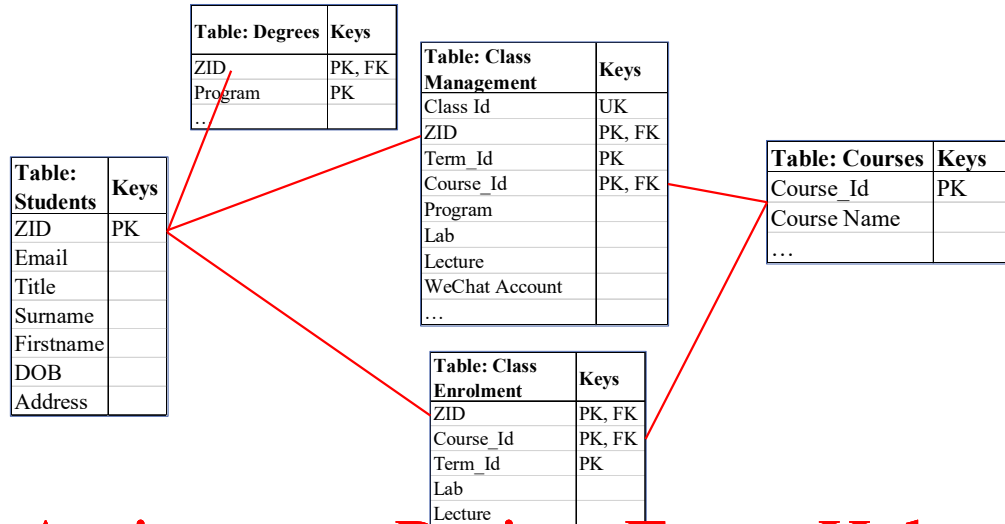 Table: Degrees Keys
ZID PK, FK
Program PK
…
Table: Class
Management Keys
Class Id UK
ZID PK, FK
Term_Id PK
Course_Id PK, FK
Program
Lab
Lecture
WeChat Account
…
Table: Courses Keys
Course_Id PK
Course Name
…
Table:
Students Keys
ZID PK
Email
Title
Surname
Firstname
DOB
Address
Table: Class
Enrolment Keys
ZID PK, FK
Course_Id PK, FK
Term_Id PK
Lab
Lecture